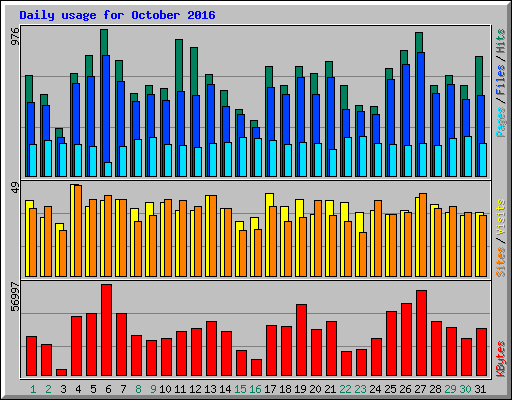 Daily usage for October 2016
976
Pages / Files / Hits
49
Sites / Visits
56997
KBytes
1 2 3 4 5 6 7 8 9 10 11 12 13 14 15 16 17 18 19 20 21 22 23 24 25 26 27 28 29 30 31